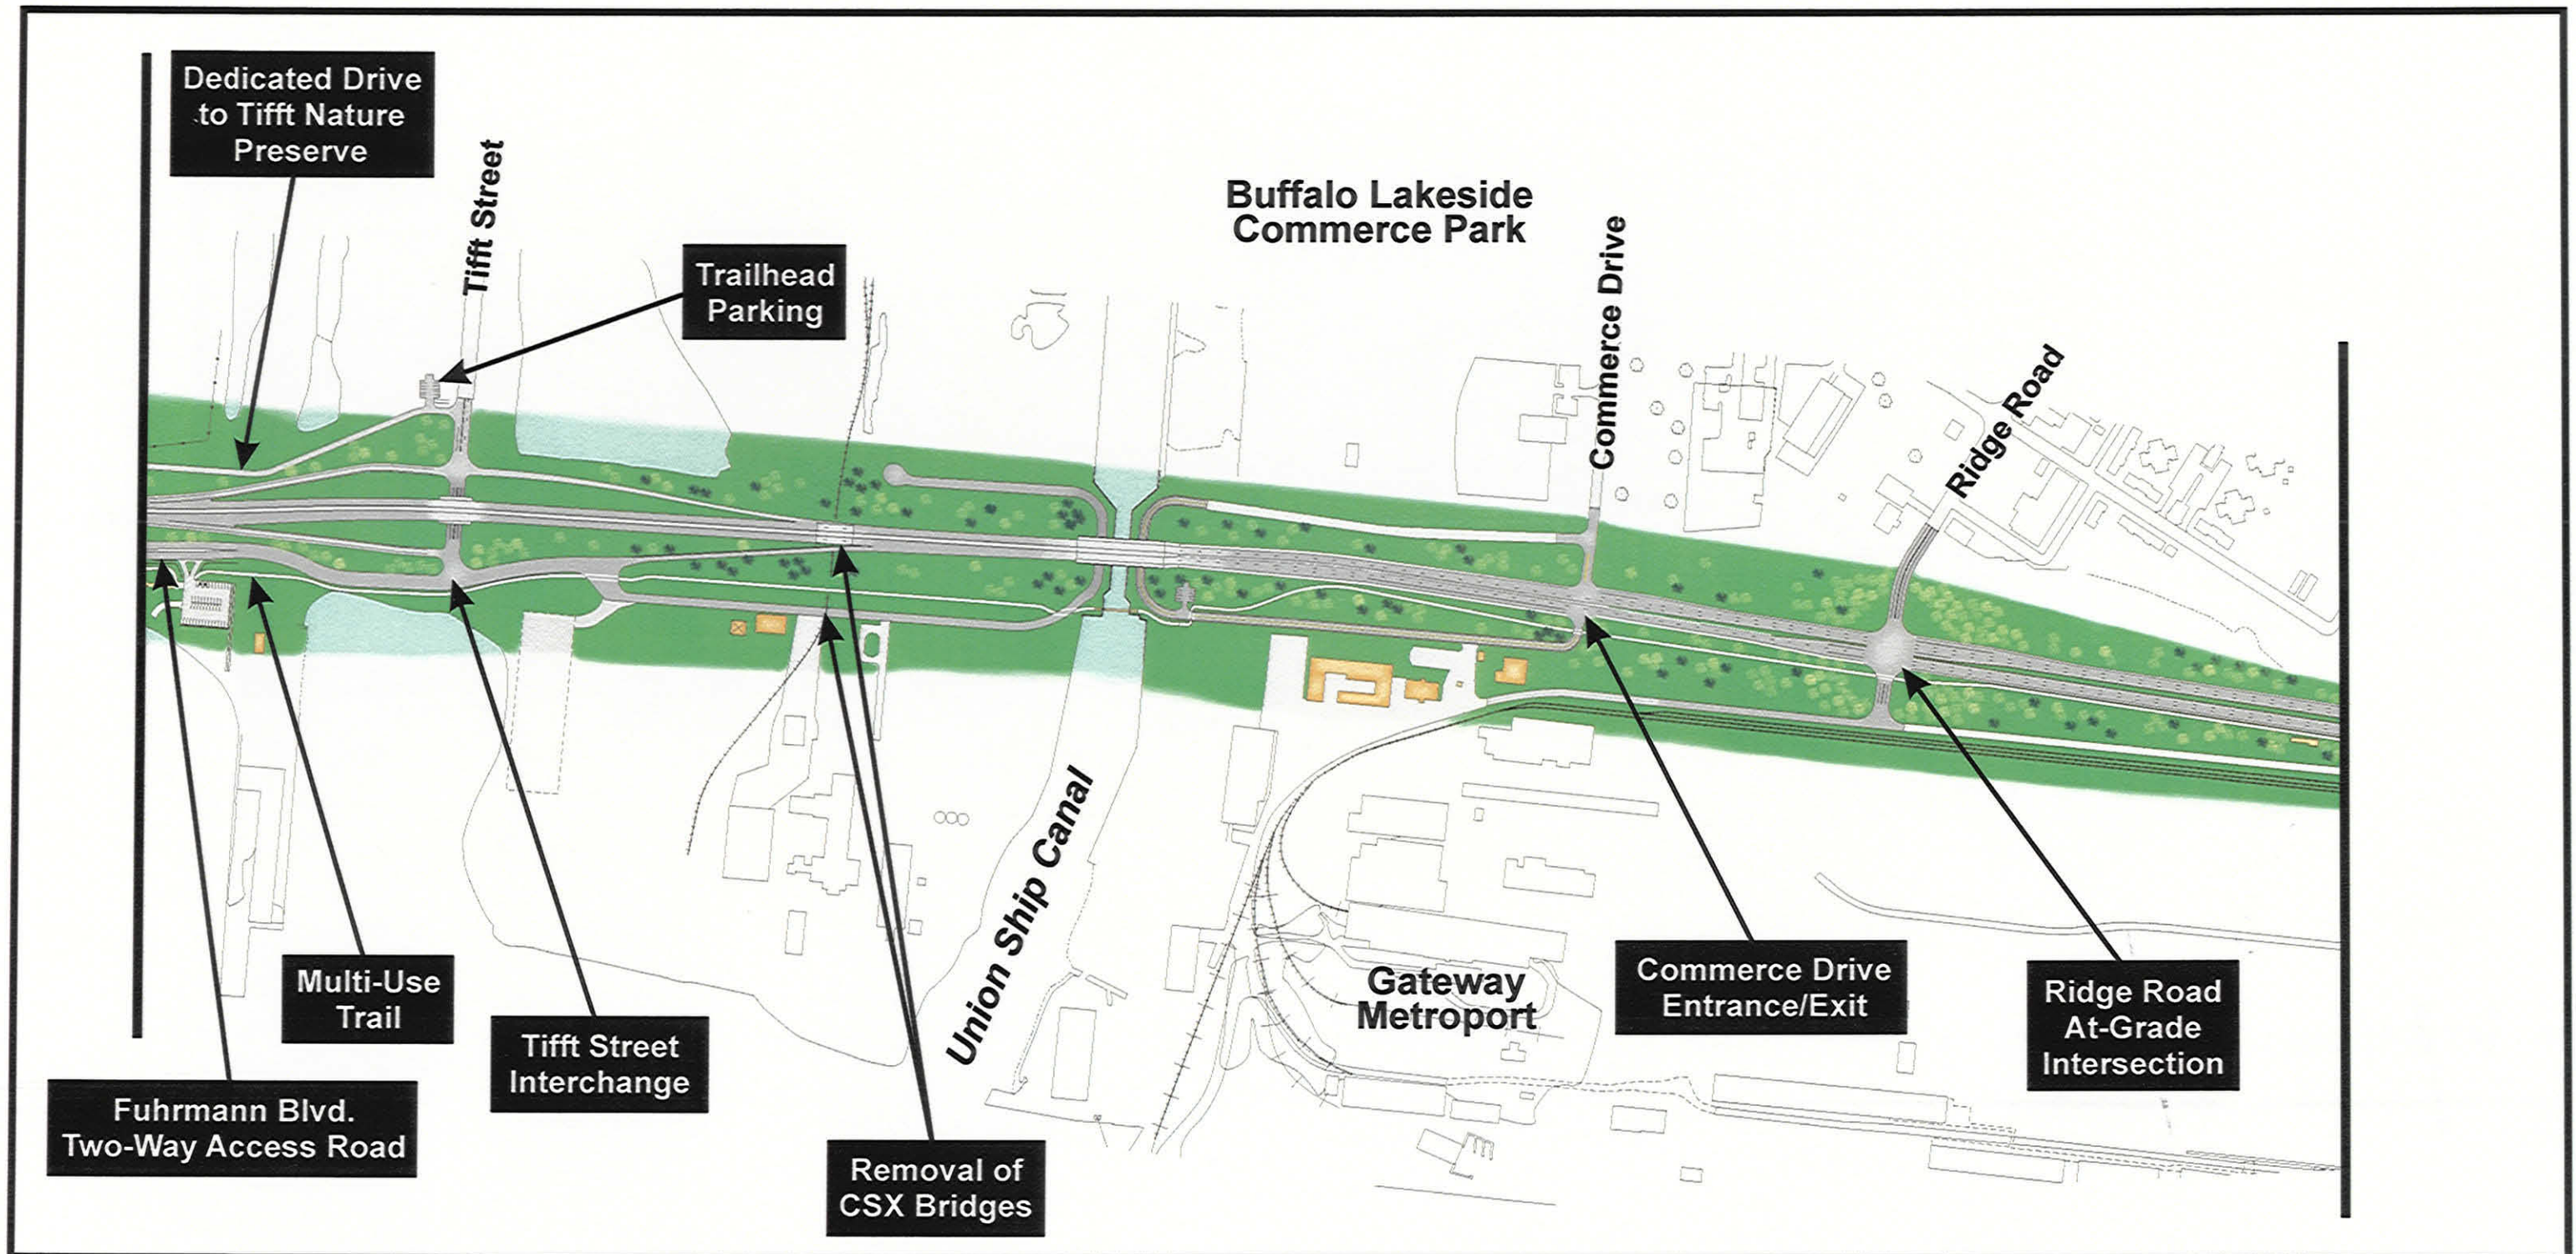 Dedicated Drive
to Tifft Nature
Preserve
Tifft Street
Trailhead
Parking
Buffalo Lakeside
Commerce Park
Commerce Drive
Ridge Road
Union Ship Canal
Gateway
Metroport
Multi-Use
Trail
Tifft Street
Interchange
Fuhrmann Blvd.
Two-Way Access Road
Removal of
CSX Bridges
Commerce Drive
Entrance/Exit
Ridge Road
At-Grade
Intersection